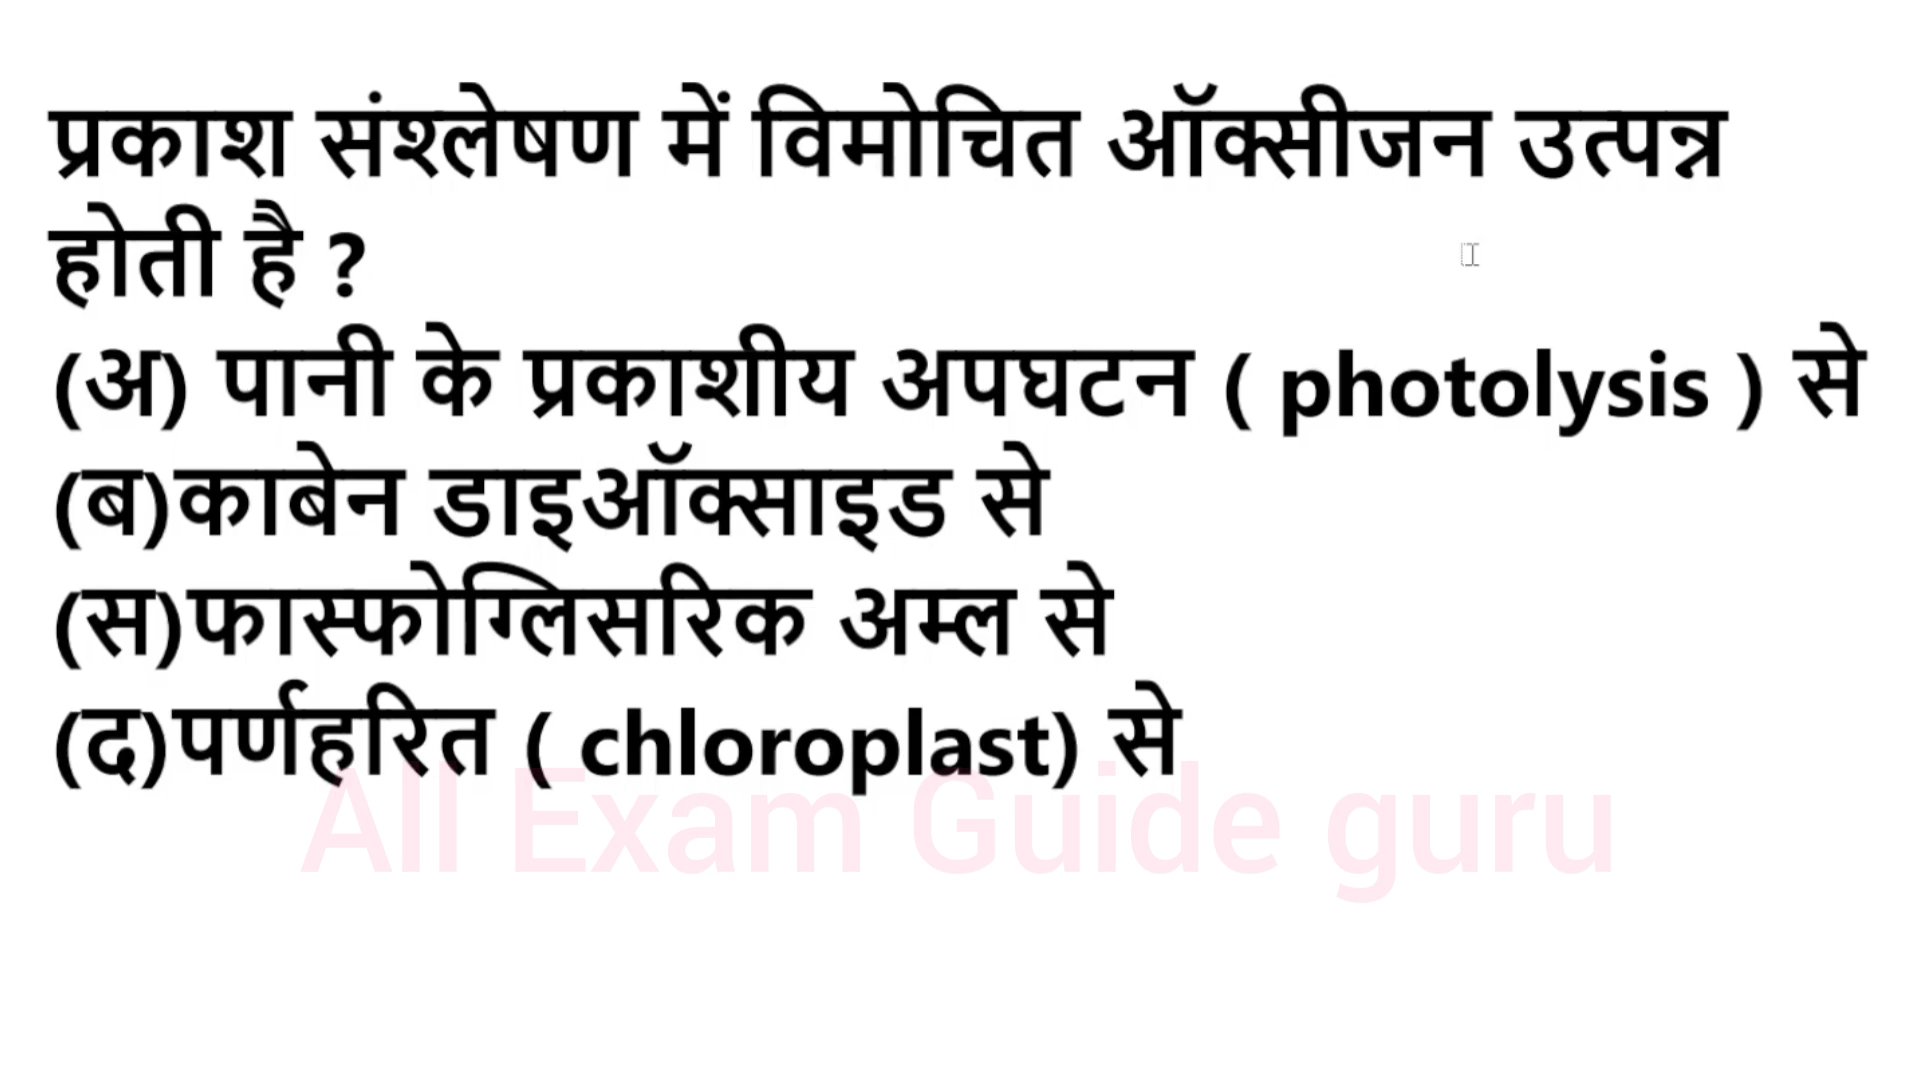 प्रकाश संश्लेषण में विमोचित ऑक्सीजन उत्पन्न
होती है ?
(अ) पानी के प्रकाशीय अपघटन ( photolysis ) से
(ब)काबेन डाइऑक्साइड से
(स)फास्फोग्लिसरिक अम्ल से
(द)पर्णहरित ( chloroplast) से
All Exam Guide guru